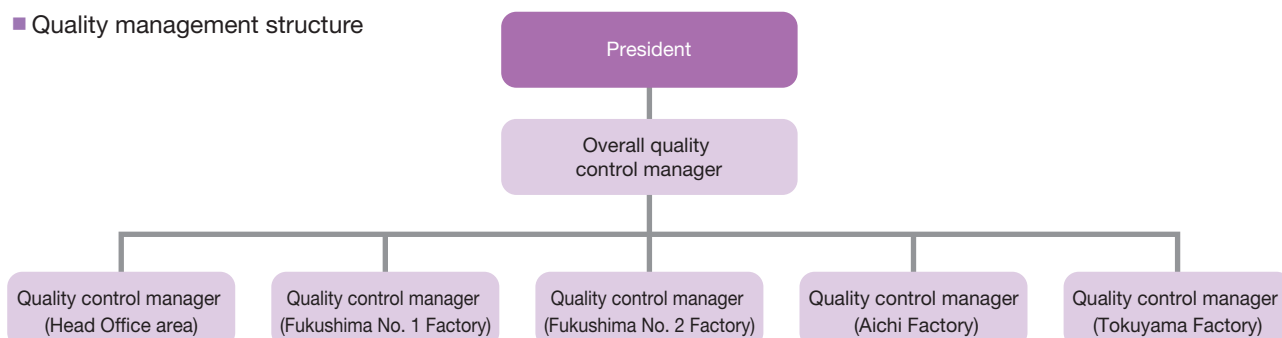 Quality management structure
President
Overall quality
control manager
Quality control manager
(Head Office area)
Quality control manager
(Fukushima No. 1 Factory)
Quality control manager
(Fukushima No. 2 Factory)
Quality control manager
(Aichi Factory)
Quality control manager
(Tokuyama Factory)